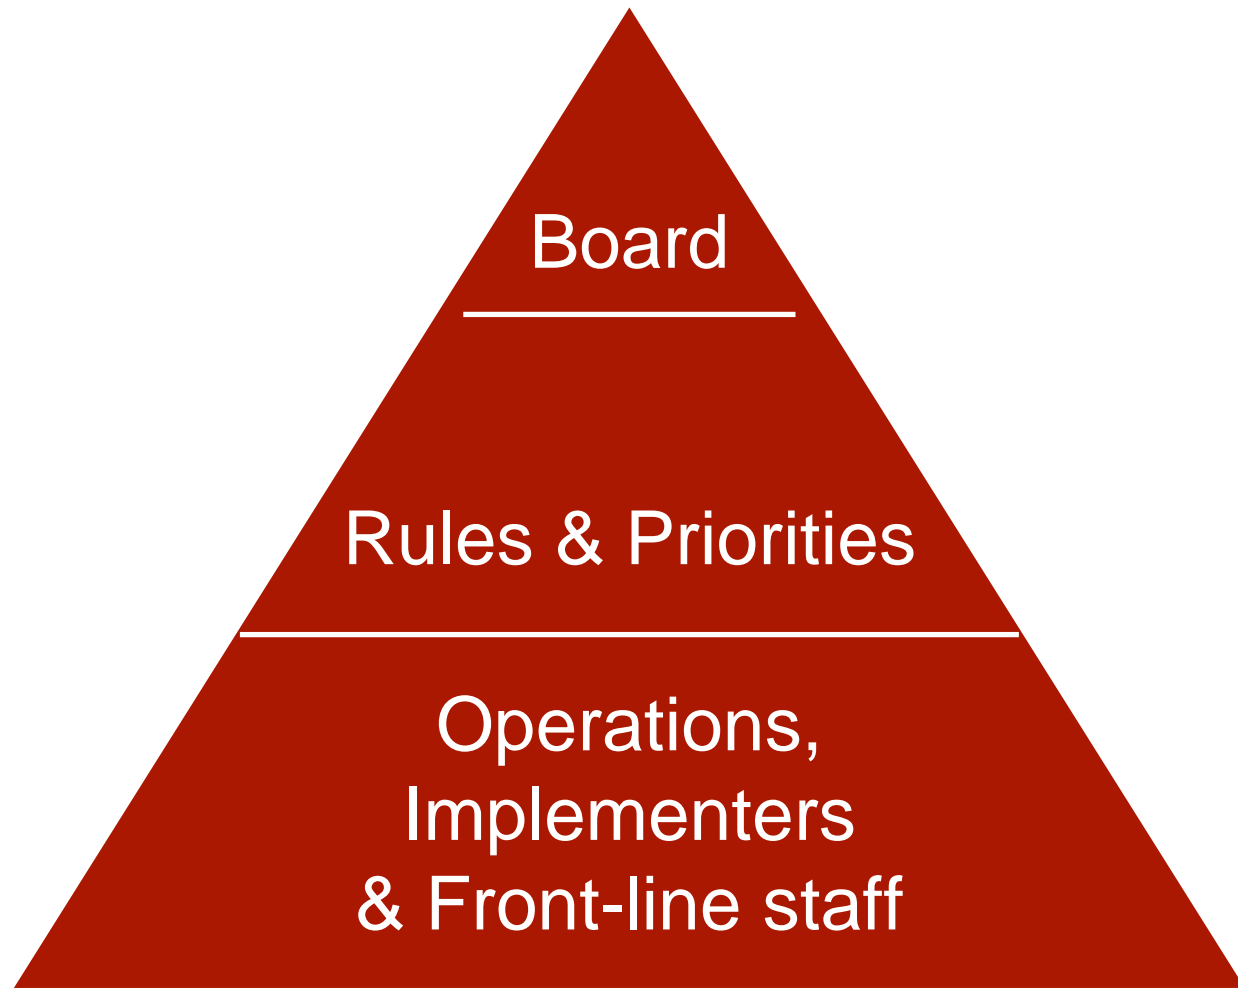 Board
Rules & Priorities
Operations,
Implementers
& Front-line staff